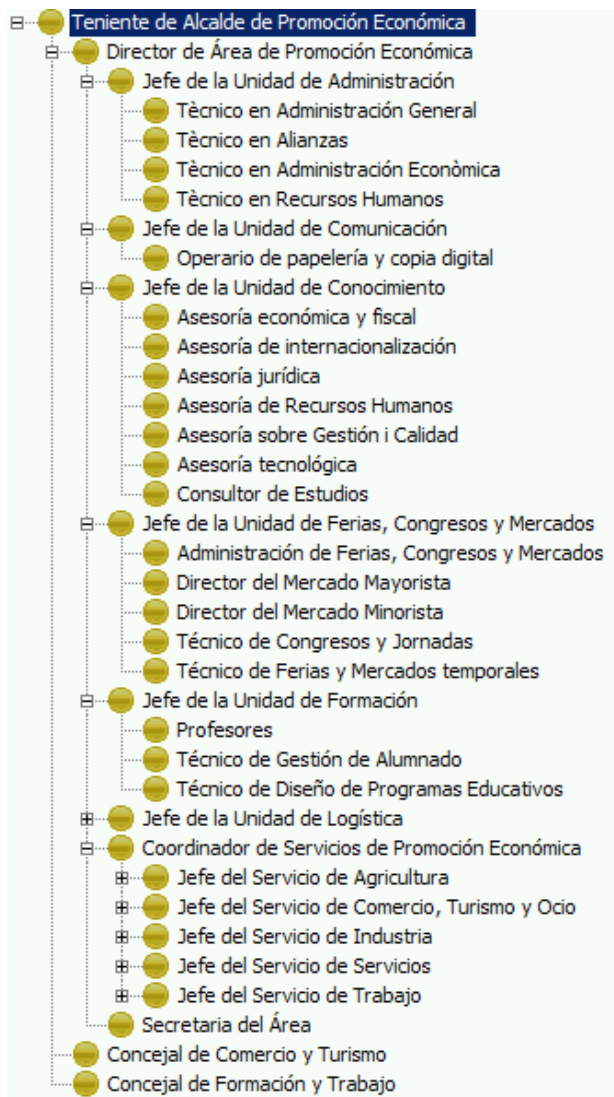 Teniente de Alcalde de Promoción Económica
Director de Área de Promoción Económica
Jefe de la Unidad de Administración
Tècnico en Administración General
Tècnico en Alianzas
Tècnico en Administración Econòmica
Tècnico en Recursos Humanos
Jefe de la Unidad de Comunicación
Operario de papelería y copia digital
Jefe de la Unidad de Conocimiento
Asesoría económica y fiscal
Asesoría de internacionalización
Asesoría jurídica
Asesoría de Recursos Humanos
Asesoría sobre Gestión i Calidad
Asesoría tecnológica
Consultor de Estudios
Jefe de la Unidad de Ferias, Congresos y Mercados
Administración de Ferias, Congresos y Mercados
Director del Mercado Mayorista
Director del Mercado Minorista
Técnico de Congresos y Jornadas
Técnico de Ferias y Mercados temporales
Jefe de la Unidad de Formación
Profesores
Técnico de Gestión de Alumnado
Técnico de Diseño de Programas Educativos
Jefe de la Unidad de Logística
Coordinador de Servicios de Promoción Económica
Jefe del Servicio de Agricultura
Jefe del Servicio de Comercio, Turismo y Ocio
Jefe del Servicio de Industria
Jefe del Servicio de Servicios
Jefe del Servicio de Trabajo
Secretaria del Área
Concejal de Comercio y Turismo
Concejal de Formación y Trabajo